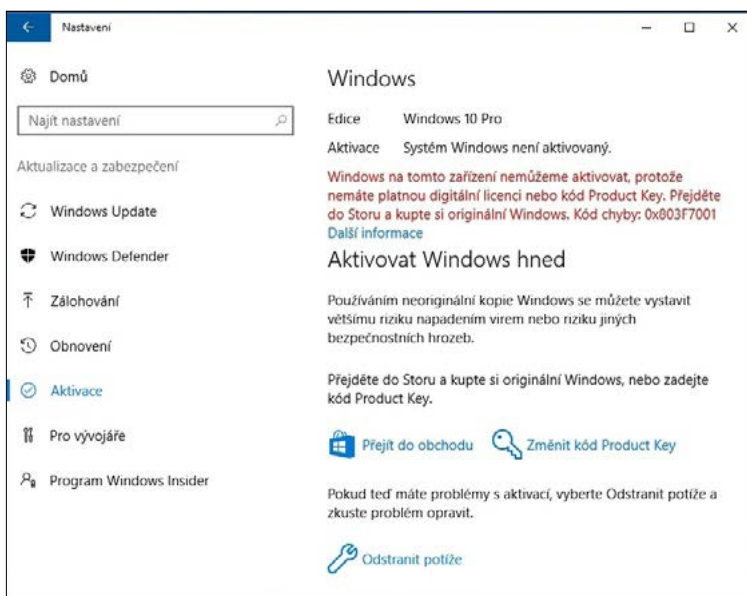 Nastavení
Domů
Najít nastavení
Aktualizace a zabezpečení
Windows Update
Windows Defender
Zálohování
Obnovení
Aktivace
Pro vývojáře
Program Windows Insider
Windows
Edice Windows 10 Pro
Aktivace Systém Windows není aktivovaný.
Windows na tomto zařízení nemůžeme aktivovat, protože
nemáte platnou digitální licenci nebo kód Product Key. Přejděte
do Storu a kupte si originální Windows. Kód chyby: 0x803F7001
Další informace
Aktivovat Windows hned
Používáním neoriginální kopie Windows se můžete vystavit
většímu riziku napadením virem nebo riziku jiných
bezpečnostních hrozeb.
Přejděte do Storu a kupte si originální Windows, nebo zadejte
kód Product Key.
Přejít do obchodu Změnit kód Product Key
Pokud teď máte problémy s aktivací, vyberte Odstranit potíže a
zkuste problém opravit.
Odstranit potíže